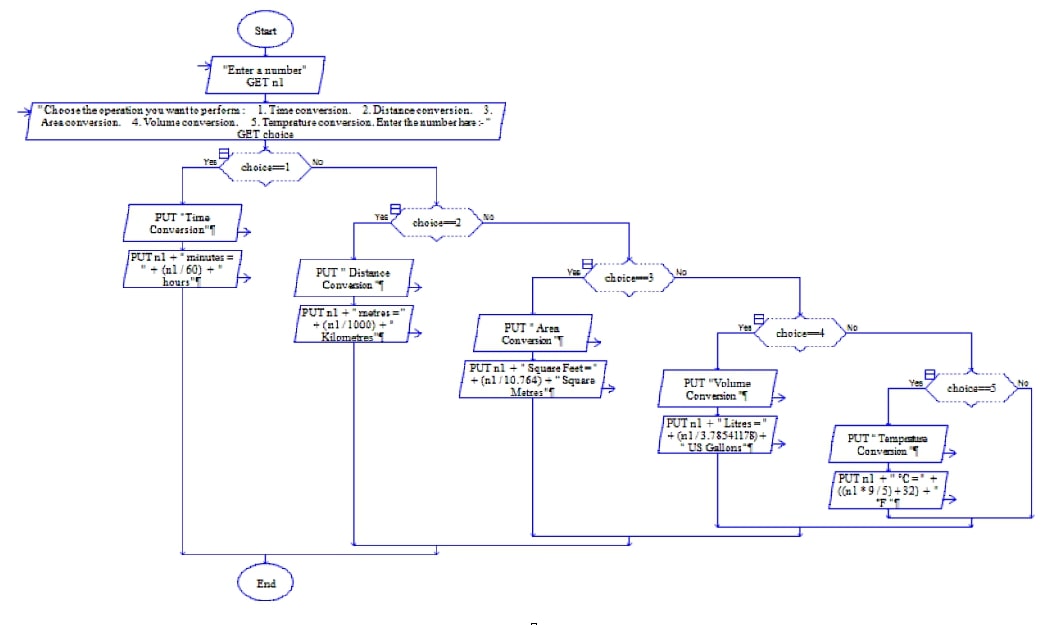 Start
"Enter a number"
GET n1
"Choose the operation you want to perform : 1. Time conversion. 2. Distance conversion. 3.
Area conversion. 4. Volume conversion. 5. Temprature conversion. Enter the number here :- "
GET choice
Yes
choice==1
No
PUT "Time
Conversion"¶
PUT n1 + " minutes =
" + (n1 / 60) + "
hours"¶
Yes
choice==2
No
PUT " Distance
Conversion "¶
PUT n1 + " metres ="
+ (n1 / 1000) + "
Kilometres"¶
Yes
choice==3
No
PUT " Area
Conversion "¶
PUT n1 + " Square Feet = "
+ (n1 / 10.764) + " Square
Metres"¶
Yes
choice==4
No
PUT "Volume
Conversion "¶
PUT n1 + " Litres = "
+ (n1 / 3.78541178) +
" US Gallons"¶
Yes
choice==5
No
PUT " Temprature
Conversion "¶
PUT n1 + " °C = " +
((n1 * 9 / 5) + 32) + "
°F "¶
End